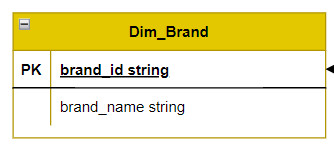 Dim_Brand
PK brand_id string
brand_name string